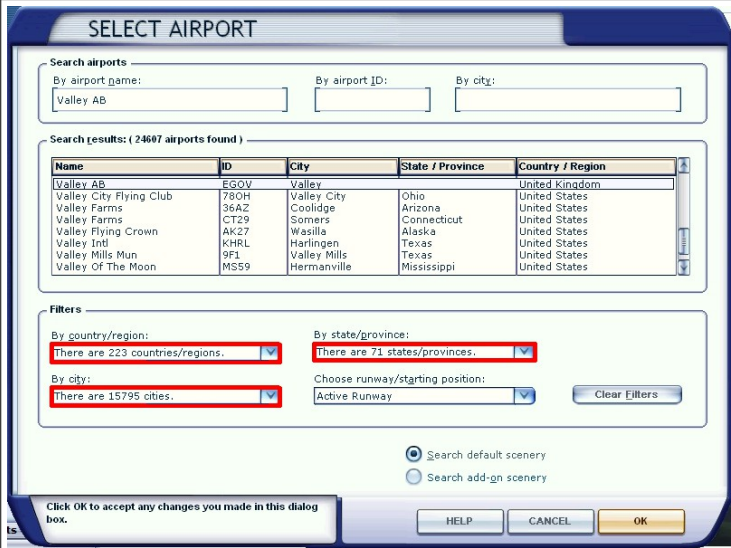 SELECT AIRPORT
Search airports
By airport name: By airport ID: By city:
Valley AB
Search results: ( 24607 airports found )
Name ID City State / Province Country / Region
Valley AB EGOV Valley United Kingdom
Valley City Flying Club 78OH Valley City Ohio United States
Valley Farms 36AZ Coolidge Arizona United States
Valley Farms CT29 Somers Connecticut United States
Valley Flying Crown AK27 Wasilla Alaska United States
Valley Intl KHRL Harlingen Texas United States
Valley Mills Mun 9F1 Valley Mills Texas United States
Valley Of The Moon MS59 Hermanville Mississippi United States
Filters
By country/region: By state/province:
There are 223 countries/regions. There are 71 states/provinces.
By city: Choose runway/starting position:
There are 15795 cities. Active Runway Clear Filters
Search default scenery
Search add-on scenery
Click OK to accept any changes you made in this dialog
box.
HELP CANCEL OK
ts